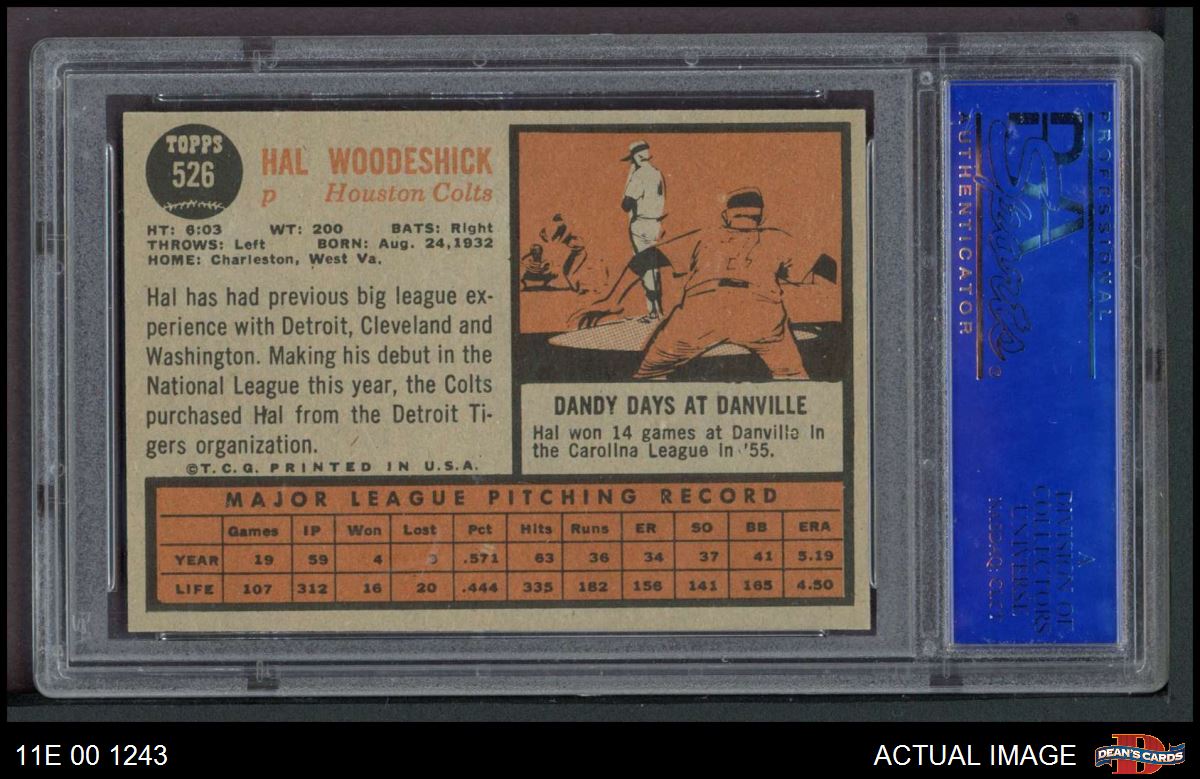 TOPPS
526
HAL WOODESHICK
p Houston Colts
HT: 6:03 WT: 200 BATS: Right
THROWS: Left BORN: Aug. 24, 1932
HOME: Charleston, West Va.
Hal has had previous big league ex-
perience with Detroit, Cleveland and
Washington. Making his debut in the
National League this year, the Colts
purchased Hal from the Detroit Ti-
gers organization.
©T. C. G. PRINTED IN U.S.A.
DANDY DAYS AT DANVILLE
Hal won 14 games at Danville in
the Carolina League in '55.
MAJOR LEAGUE PITCHING RECORD
Games IP Won Lost Pct Hits Runs ER SO BB ERA
YEAR 19 59 4 3 .571 63 36 34 37 41 5.19
LIFE 107 312 16 20 .444 335 182 156 141 165 4.50
PROFESSIONAL
PSA
Sports
AUTHENTICATOR
A
DIVISION OF
COLLECTORS
UNIVERSE
NASDAQ: CLCT
11E 00 1243
ACTUAL IMAGE
DEAN'S CARDS